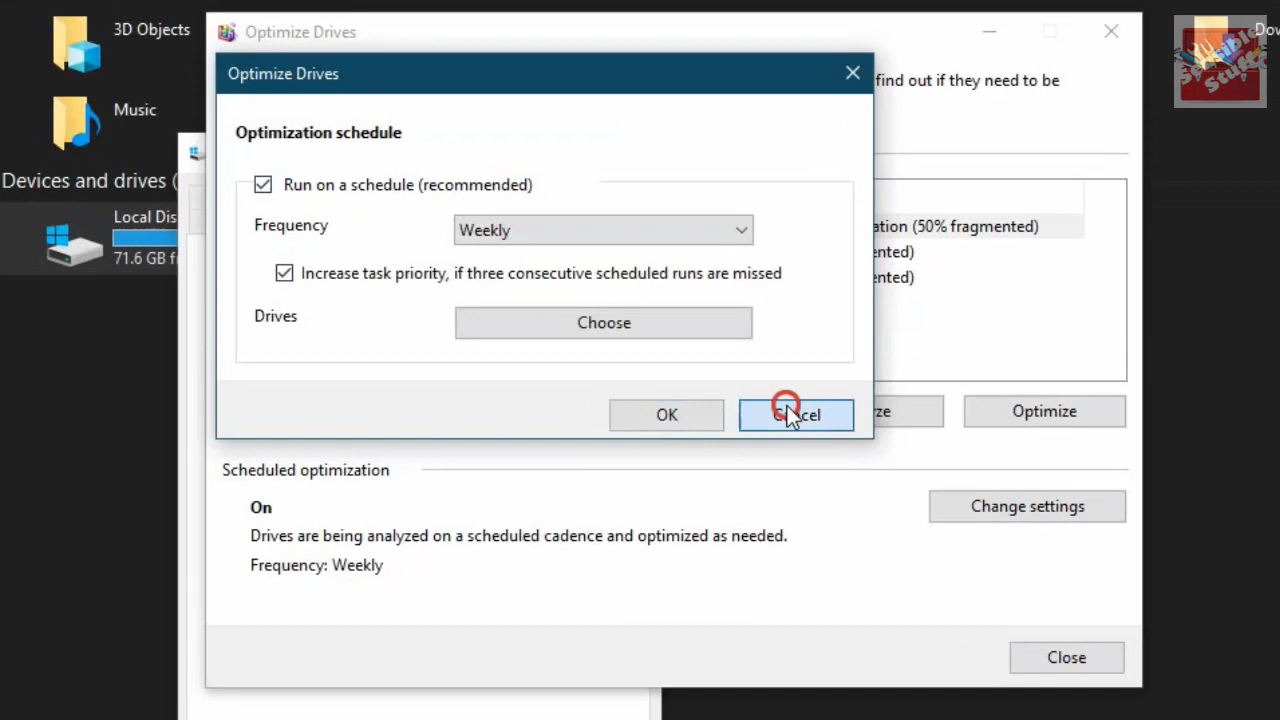 3D Objects
Music
Devices and drives (
Local Dis
71.6 GB f
Optimize Drives
find out if they need to be
Optimize Drives
Optimization schedule
Run on a schedule (recommended)
Frequency
Weekly
Increase task priority, if three consecutive scheduled runs are missed
Drives
Choose
OK
Cancel
ation (50% fragmented)
ented)
ented)
ze
Optimize
Scheduled optimization
On
Change settings
Drives are being analyzed on a scheduled cadence and optimized as needed.
Frequency: Weekly
Close
Dow
Sensible
Stuff